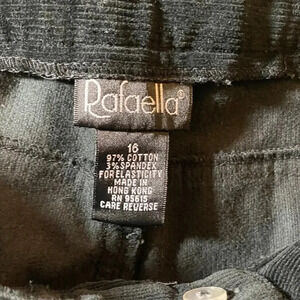 Rafaella®
16
97% COTTON
3% SPANDEX
FOR ELASTICITY
MADE IN
HONG KONG
RN 95615
CARE REVERSE